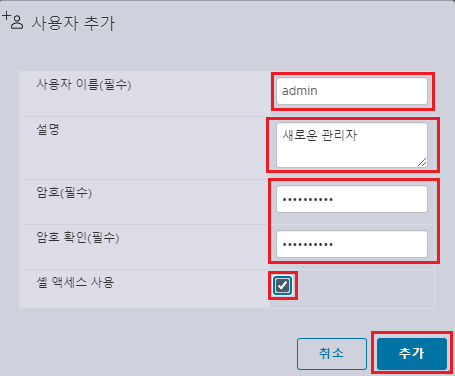 사용자 추가
사용자 이름(필수)
admin
설명
새로운 관리자
암호(필수)
••••••••••
암호 확인(필수)
••••••••••
셸 액세스 사용
취소
추가